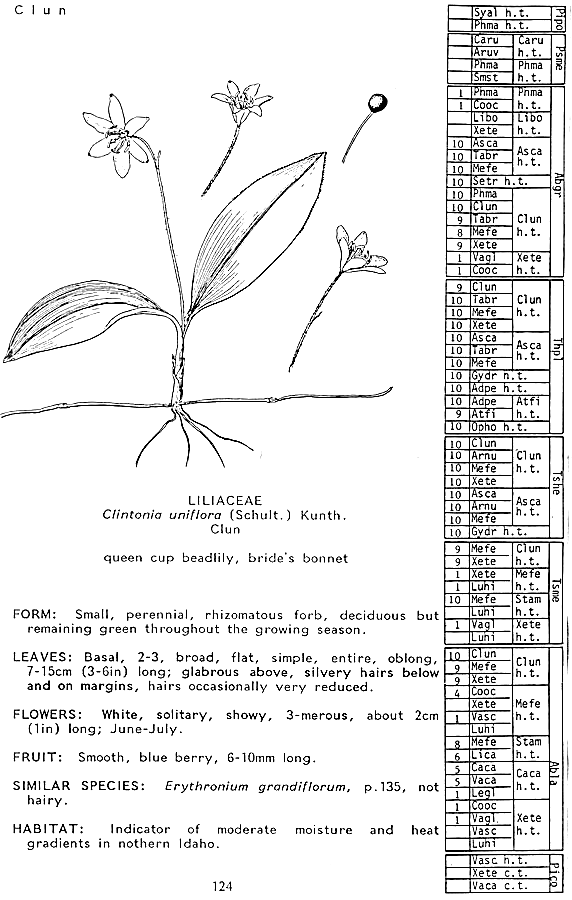 Clun
LILIACEAE
Clintonia uniflora (Schult.) Kunth.
Clun
queen cup beadlily, bride's bonnet
FORM: Small, perennial, rhizomatous forb, deciduous but
remaining green throughout the growing season.
LEAVES: Basal, 2-3, broad, flat, simple, entire, oblong,
7-15cm (3-6in) long; glabrous above, silvery hairs below
and on margins, hairs occasionally very reduced.
FLOWERS: White, solitary, showy, 3-merous, about 2cm
(1in) long; June-July.
FRUIT: Smooth, blue berry, 6-10mm long.
SIMILAR SPECIES: Erythronium grandiflorum, p.135, not
hairy.
HABITAT: Indicator of moderate moisture and heat
gradients in nothern Idaho.
124
Syal h.t.
Phma h.t.
Pipo
Caru Caru
Aruv h.t.
Phma Phma
Smst h.t.
Psme
1 Phma Phma
1 Cooc h.t.
Libo Libo
Xete h.t.
10 Asca
10 Tabr Asca
10 Mefe h.t.
10 Setr h.t.
10 Phma
10 Clun
9 Tabr Clun
8 Mefe h.t.
9 Xete
1 Vagl Xete
1 Cooc h.t.
Abgr
9 Clun
10 Tabr Clun
10 Mefe h.t.
10 Xete
10 Asca
10 Tabr Asca
10 Mefe h.t.
10 Gydr h.t.
10 Adpe h.t.
10 Adpe Atfi
9 Atfi h.t.
10 Opho h.t.
Thpl
10 Clun
10 Arnu Clun
10 Mefe h.t.
10 Xete
10 Asca
10 Arnu Asca
10 Mefe h.t.
10 Gydr h.t.
Tshe
9 Mefe Clun
9 Xete h.t.
1 Xete Mefe
1 Luhi h.t.
10 Mefe Stam
Luhi h.t.
1 Vagl Xete
Luhi h.t.
Tsme
10 Clun
9 Mefe Clun
9 Xete h.t.
4 Cooc
Xete Mefe
1 Vasc h.t.
Luhi
8 Mefe Stam
6 Lica h.t.
5 Caca Caca
5 Vaca h.t.
1 Legl
1 Cooc
1 Vagl Xete
Vasc h.t.
Luhi
Abla
Vasc h.t.
Xete c.t.
Vaca c.t.
Pico